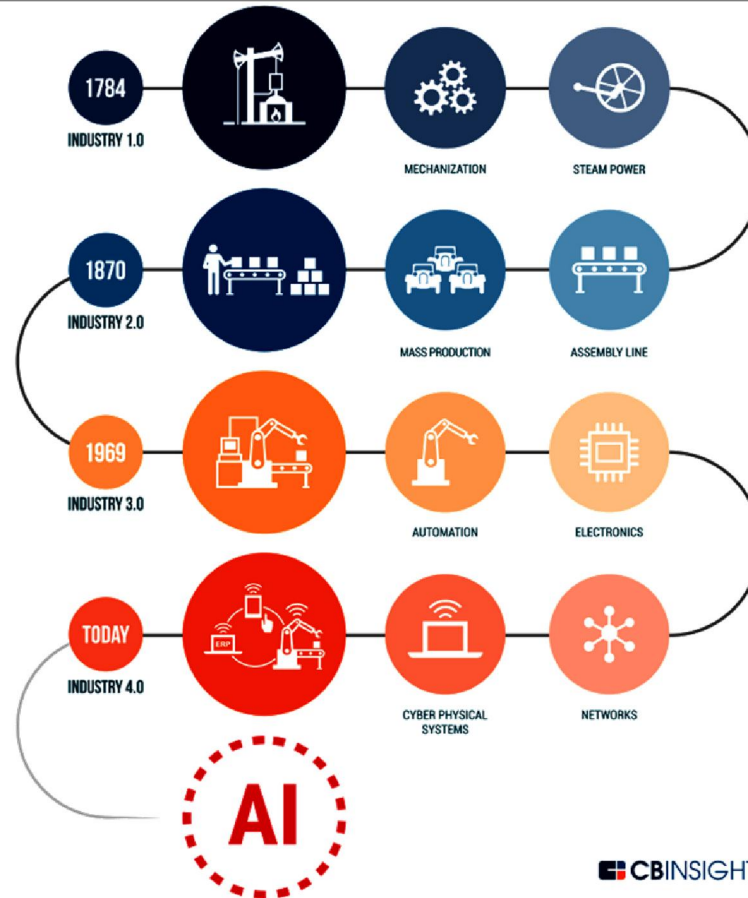 1784
INDUSTRY 1.0
MECHANIZATION
STEAM POWER
1870
INDUSTRY 2.0
MASS PRODUCTION
ASSEMBLY LINE
1969
INDUSTRY 3.0
AUTOMATION
ELECTRONICS
TODAY
INDUSTRY 4.0
ERP
CYBER PHYSICAL
SYSTEMS
NETWORKS
AI
CBINSIGHT